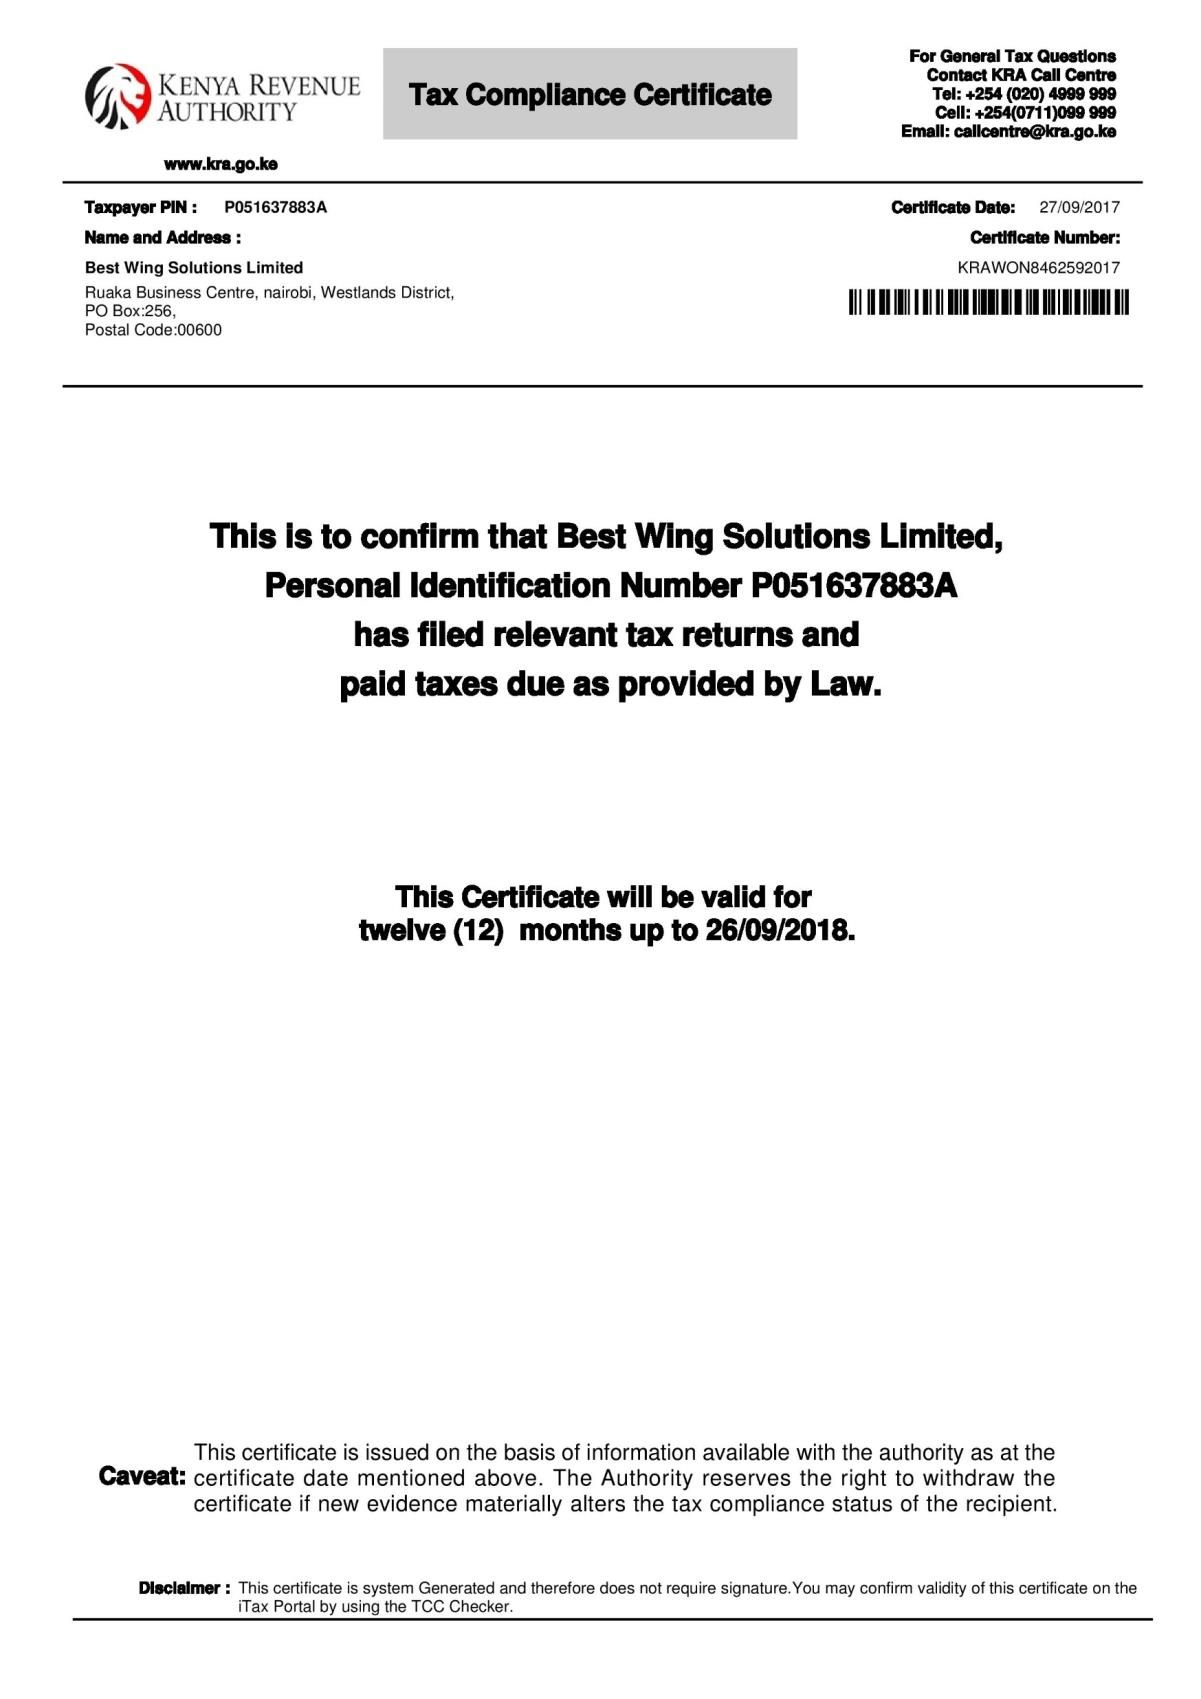 KENYA REVENUE
AUTHORITY
www.kra.go.ke
Tax Compliance Certificate
For General Tax Questions
Contact KRA Call Centre
Tel: +254 (020) 4999 999
Cell: +254(0711)099 999
Email: callcentre@kra.go.ke
Taxpayer PIN : P051637883A
Certificate Date: 27/09/2017
Name and Address :
Certificate Number:
Best Wing Solutions Limited
KRAWON8462592017
Ruaka Business Centre, nairobi, Westlands District,
PO Box:256,
Postal Code:00600
This is to confirm that Best Wing Solutions Limited,
Personal Identification Number P051637883A
has filed relevant tax returns and
paid taxes due as provided by Law.
This Certificate will be valid for
twelve (12) months up to 26/09/2018.
This certificate is issued on the basis of information available with the authority as at the
Caveat: certificate date mentioned above. The Authority reserves the right to withdraw the
certificate if new evidence materially alters the tax compliance status of the recipient.
Disclaimer : This certificate is system Generated and therefore does not require signature.You may confirm validity of this certificate on the
iTax Portal by using the TCC Checker.